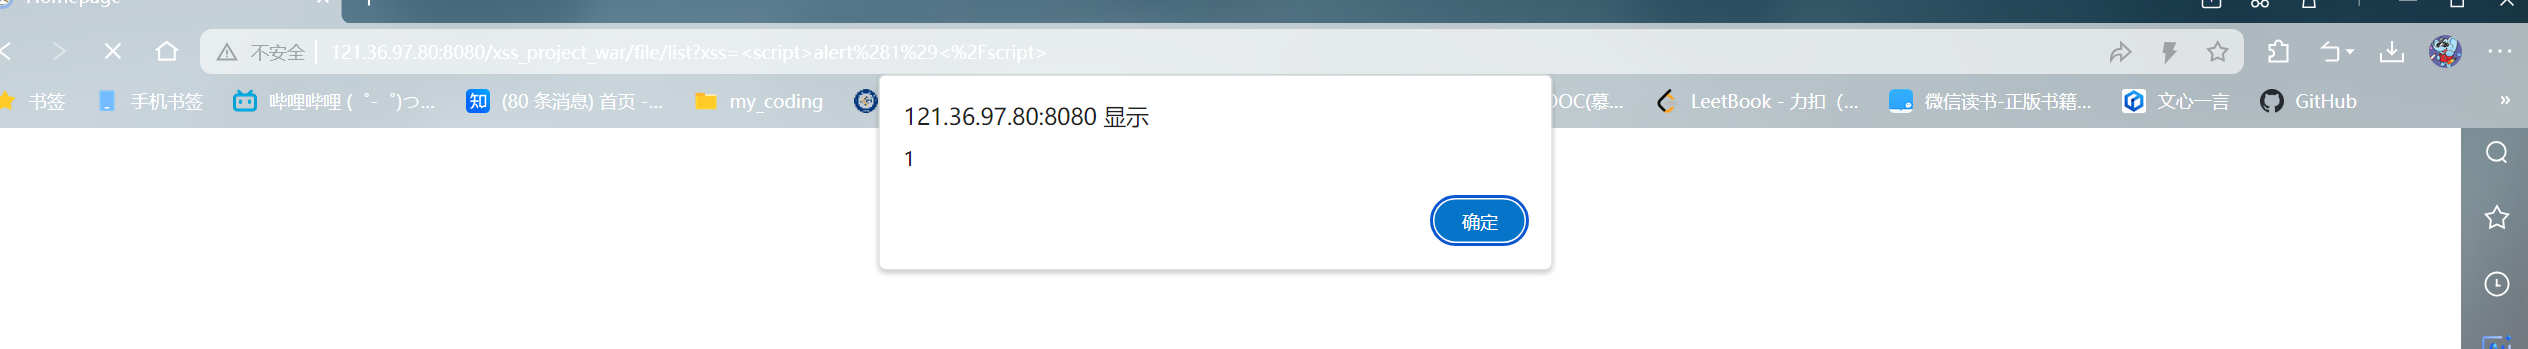 Homepage
不安全 121.36.97.80:8080/xss_project_war/file/list?xss=<script>alert%281%29<%2Fscript>
书签 手机书签 哔哩哔哩 (゜-゜)つ... (80 条消息) 首页 -... my_coding DOC(慕... LeetBook - 力扣（... 微信读书-正版书籍... 文心一言 GitHub »
121.36.97.80:8080 显示
1
确定